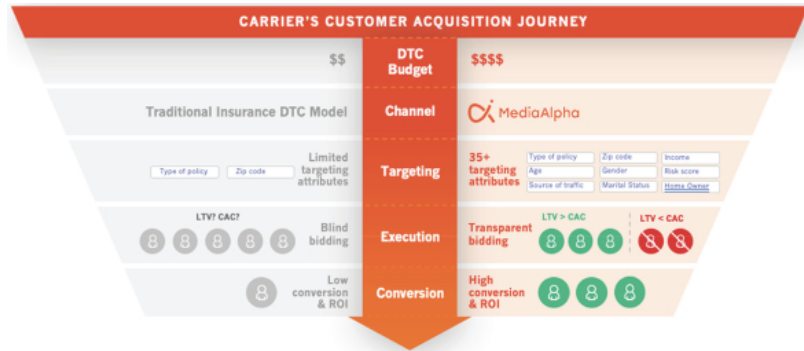 CARRIER'S CUSTOMER ACQUISITION JOURNEY
$$
DTC
Budget
$$$$
Traditional Insurance DTC Model
Channel
MediaAlpha
Type of policy
Zip code
Limited
targeting
attributes
Targeting
35+
targeting
attributes
Type of policy
Zip code
Income
Age
Gender
Risk score
Source of traffic
Marital Status
Home Owner
LTV? CAC?
Blind
bidding
Execution
Transparent
bidding
LTV > CAC
LTV < CAC
Low
conversion
& ROI
Conversion
High
conversion
& ROI